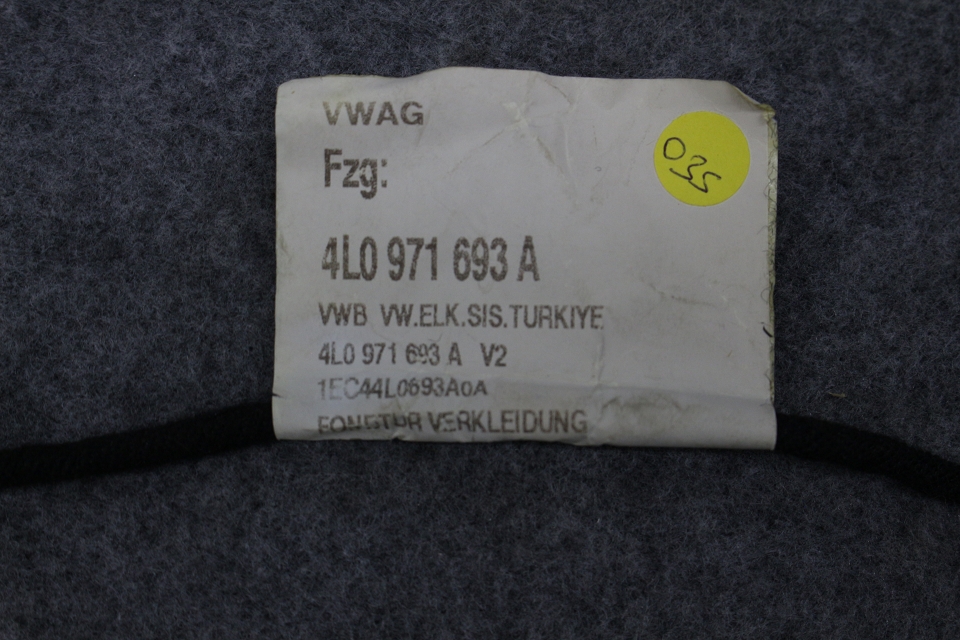 VWAG
Fzg:
035
4L0 971 693 A
VWB VW.ELK.SIS.TURKIYE
4L0 971 693 A V2
1EC44L0693A0A
VERKLEIDUNG